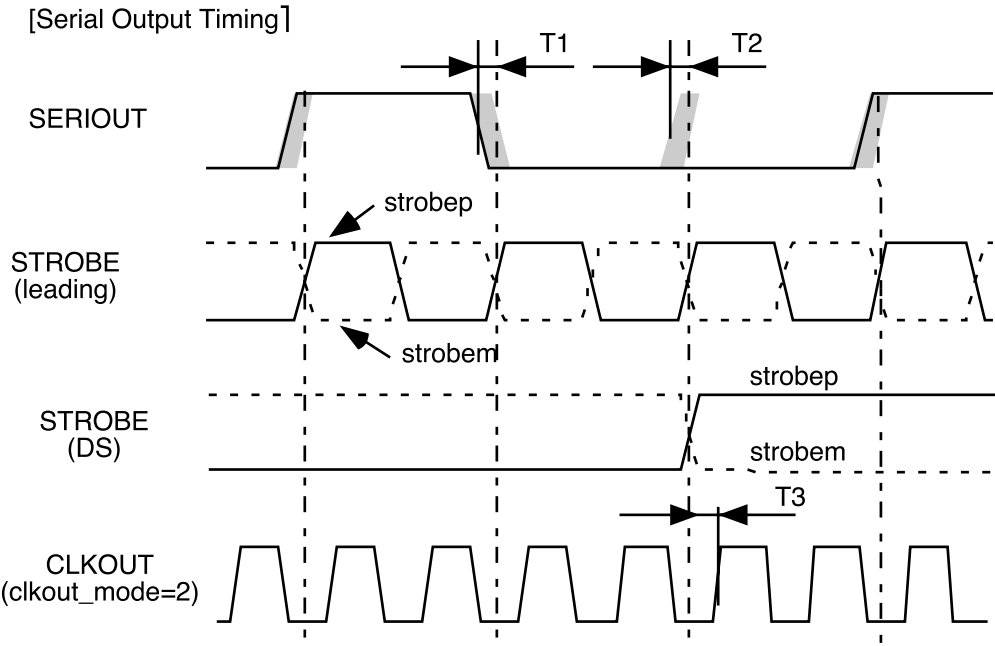 [Serial Output Timing]
T1
T2
SERIOUT
strobep
STROBE
(leading)
strobem
strobep
STROBE
(DS)
strobem
T3
CLKOUT
(clkout_mode=2)